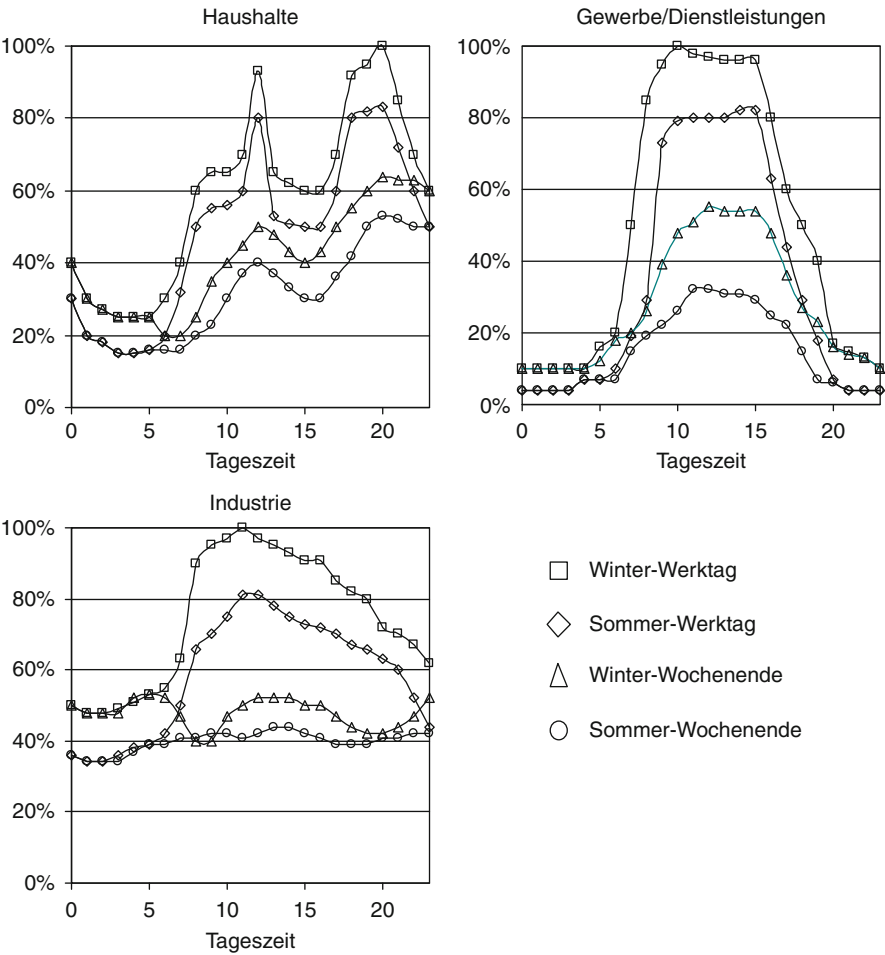 Haushalte
100%
80%
60%
40%
20%
0%
0 5 10 15 20
Tageszeit
Gewerbe/Dienstleistungen
100%
80%
60%
40%
20%
0%
0 5 10 15 20
Tageszeit
Industrie
100%
80%
60%
40%
20%
0%
0 5 10 15 20
Tageszeit
Winter-Werktag
Sommer-Werktag
Winter-Wochenende
Sommer-Wochenende